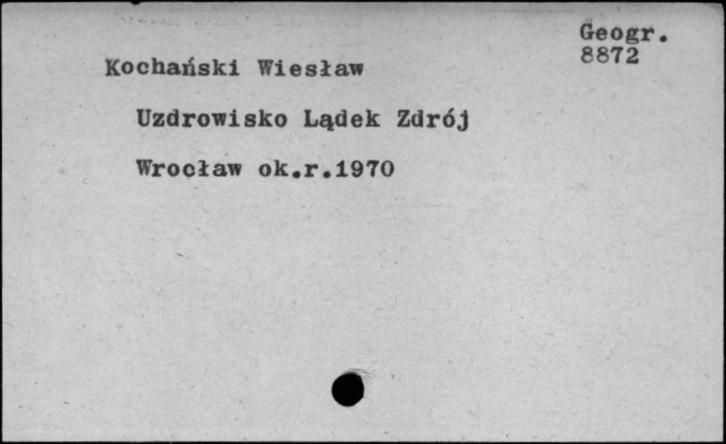 Geogr.
8872
Kochański Wiesław
Uzdrowisko Lądek Zdrój
Wrocław ok.r.1970